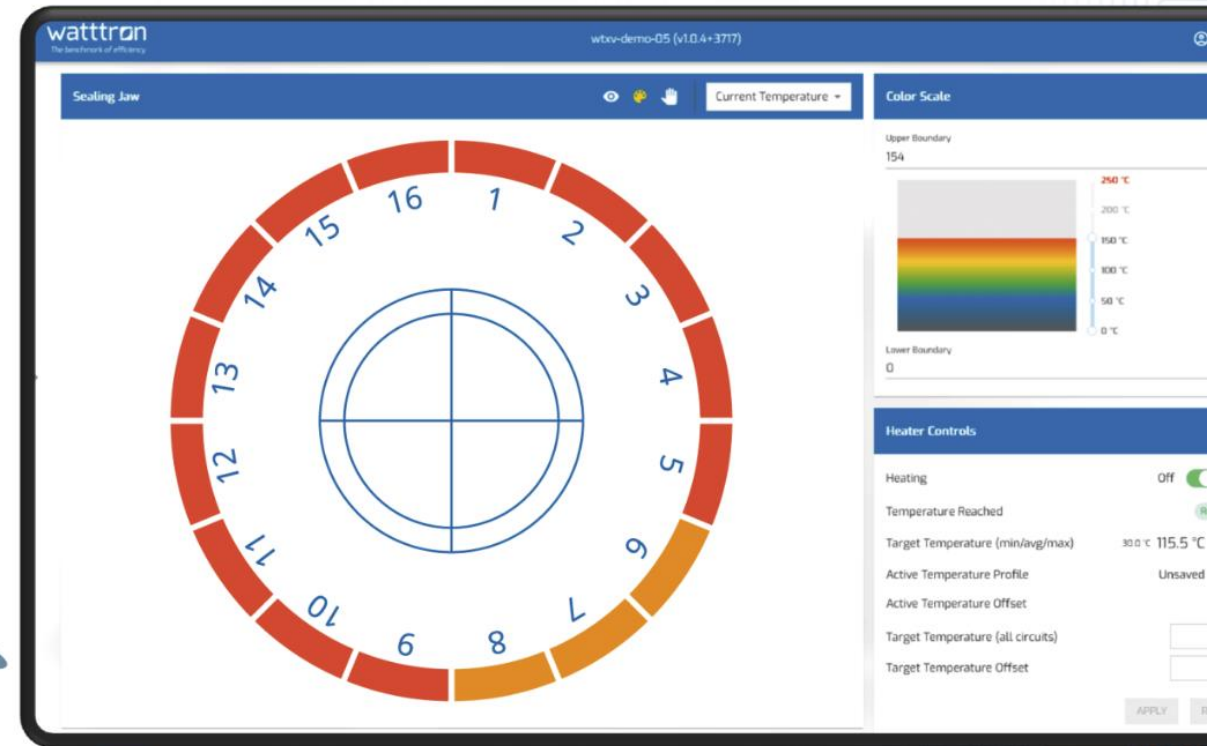 watttron
The benchmark of efficiency
wtxv-demo-05 (v1.0.4+3717)
Sealing Jaw
Current Temperature
16
1
2
3
4
5
6
7
8
9
10
11
12
13
14
15
Color Scale
Upper Boundary
154
250 °C
200 °C
150 °C
100 °C
50 °C
0 °C
Lower Boundary
0
Heater Controls
Heating Off
Temperature Reached
Target Temperature (min/avg/max) 30.0 °C 115.5 °C
Active Temperature Profile Unsaved
Active Temperature Offset
Target Temperature (all circuits)
Target Temperature Offset
APPLY